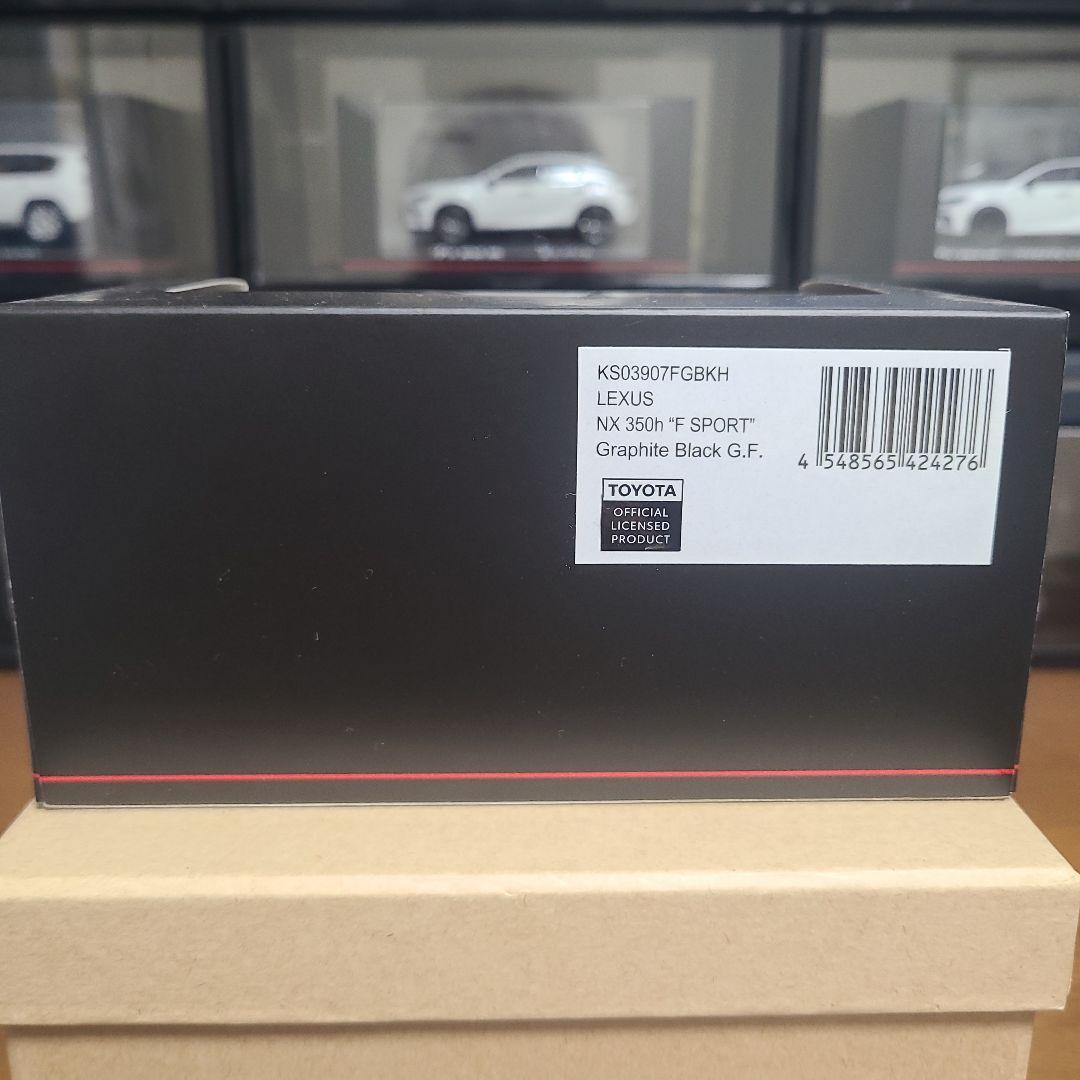 KS03907FGBKH
LEXUS
NX 350h “F SPORT”
Graphite Black G.F.
4 548565 424276
TOYOTA
OFFICIAL
LICENSED
PRODUCT